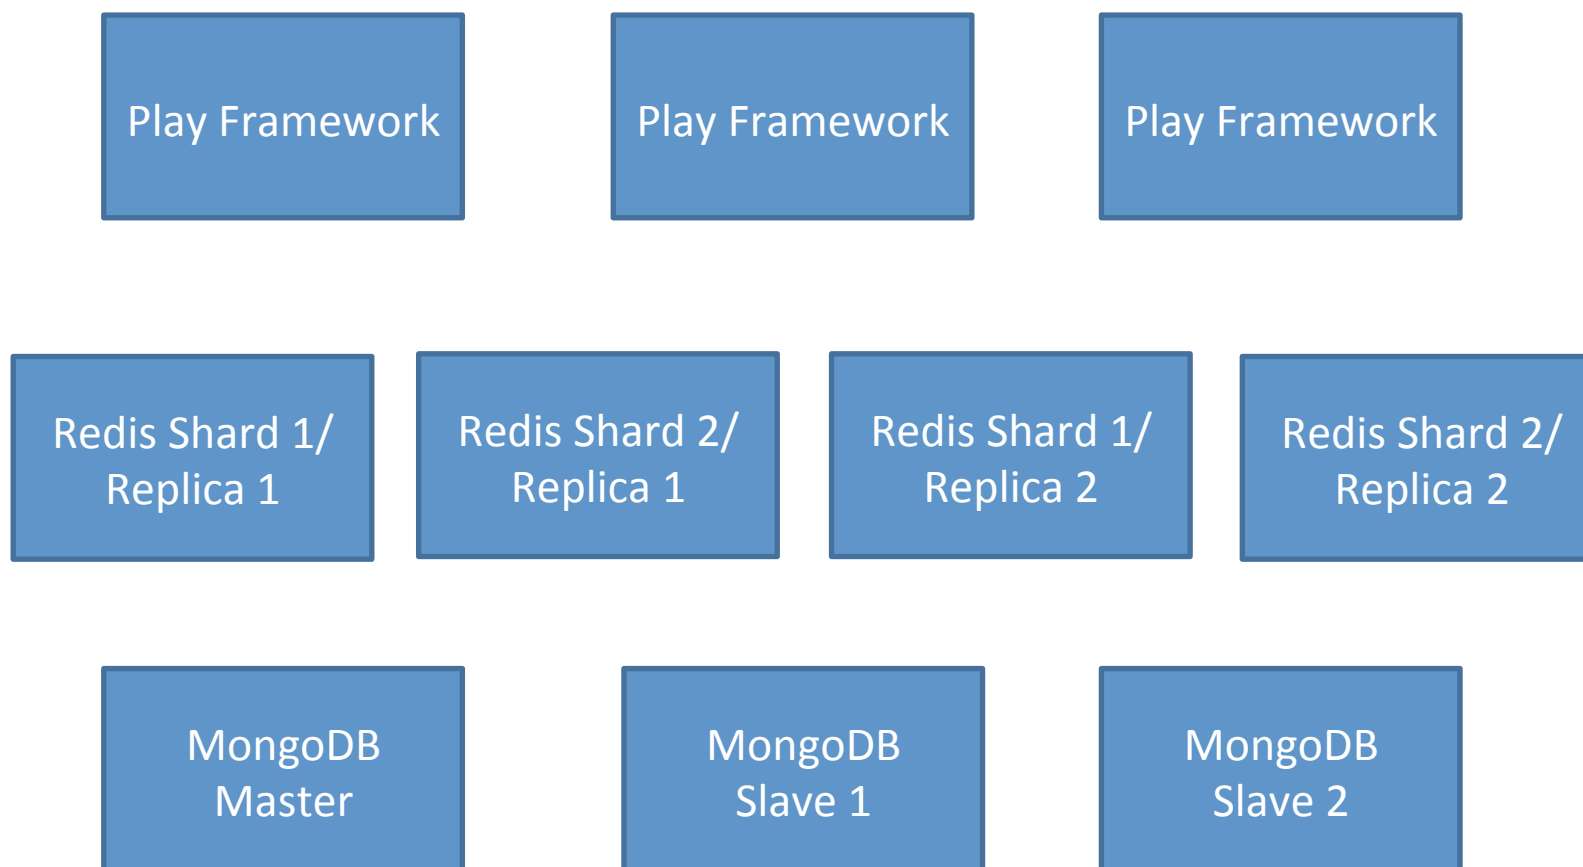 Play Framework
Play Framework
Play Framework
Redis Shard 1/
Replica 1
Redis Shard 2/
Replica 1
Redis Shard 1/
Replica 2
Redis Shard 2/
Replica 2
MongoDB
Master
MongoDB
Slave 1
MongoDB
Slave 2